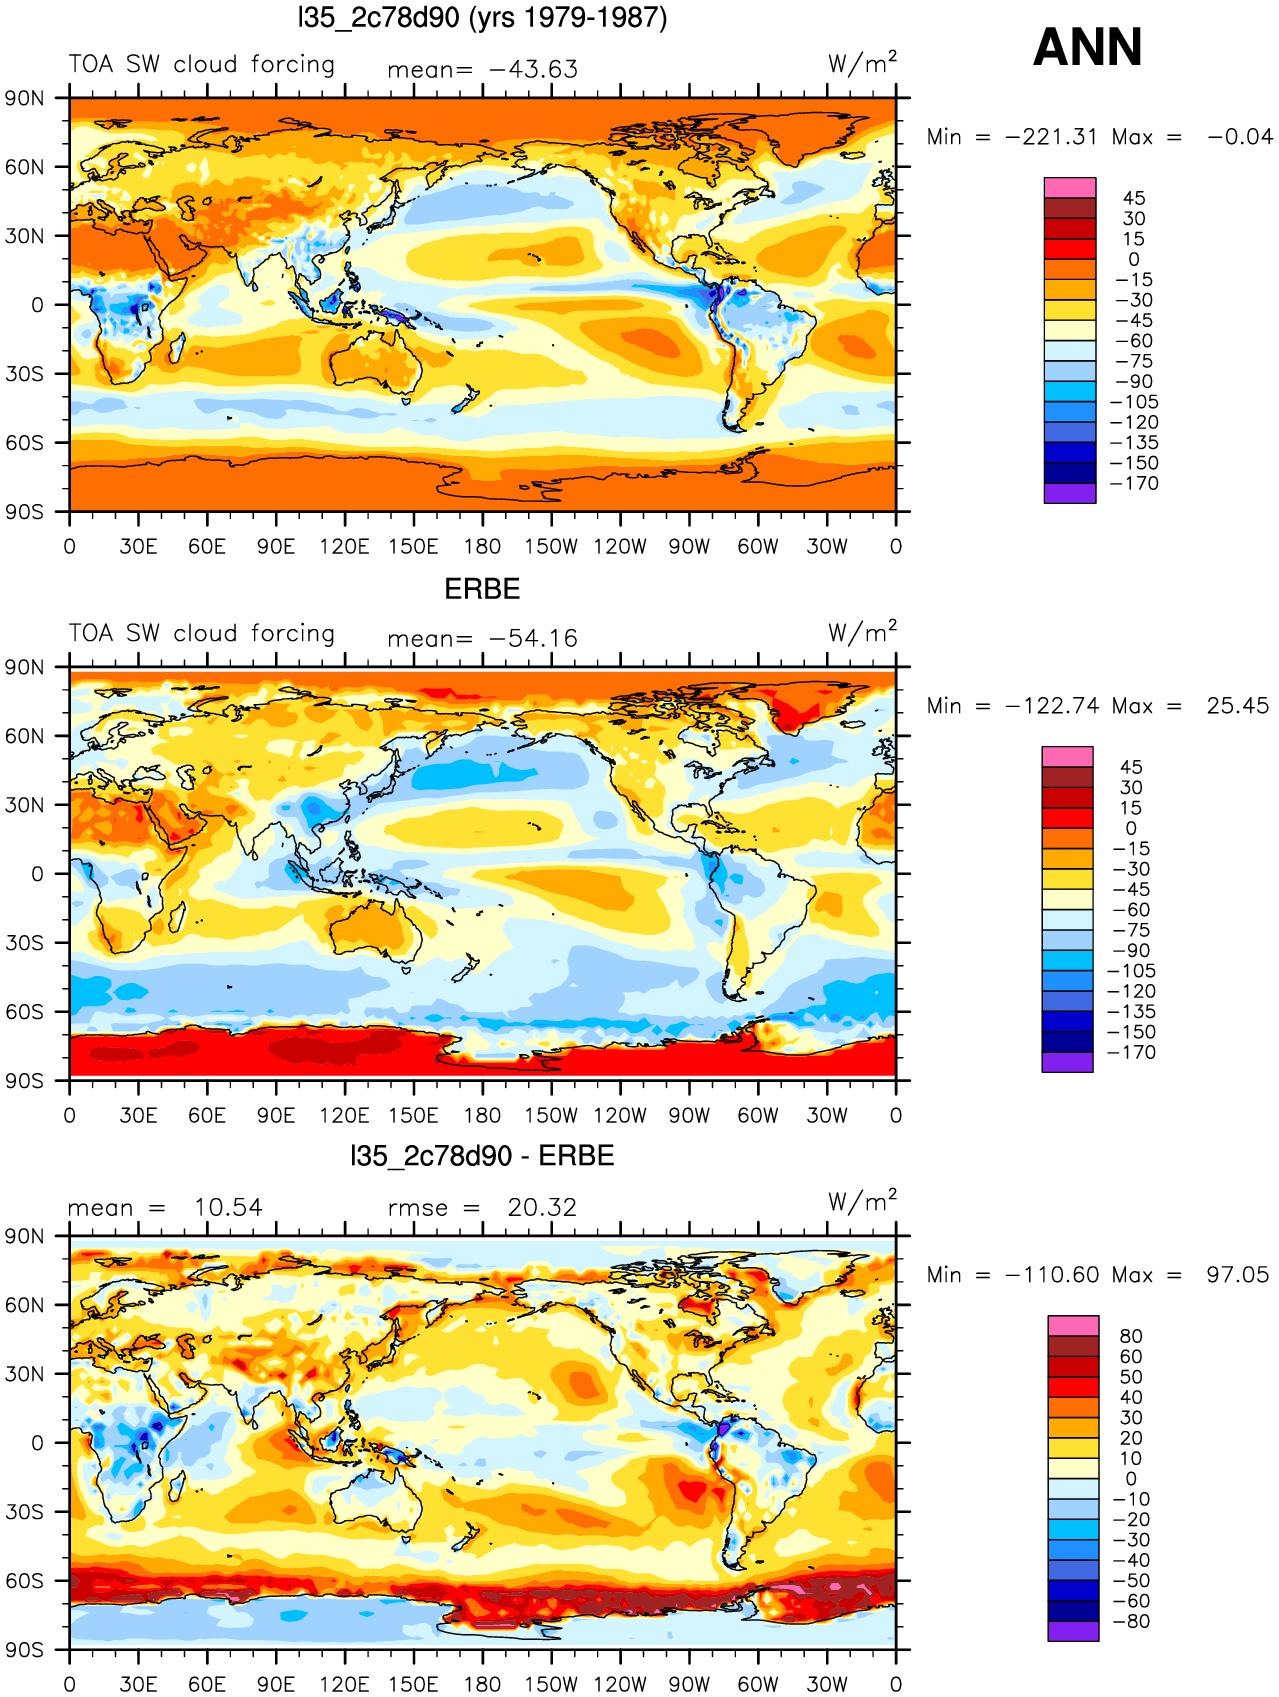 l35_2c78d90 (yrs 1979-1987)
ANN
TOA SW cloud forcing mean= −43.63 W/m²
Min = −221.31 Max = −0.04
90N
60N
30N
0
30S
60S
90S
0 30E 60E 90E 120E 150E 180 150W 120W 90W 60W 30W 0
45
30
15
0
−15
−30
−45
−60
−75
−90
−105
−120
−135
−150
−170
ERBE
TOA SW cloud forcing mean= −54.16 W/m²
Min = −122.74 Max = 25.45
90N
60N
30N
0
30S
60S
90S
0 30E 60E 90E 120E 150E 180 150W 120W 90W 60W 30W 0
45
30
15
0
−15
−30
−45
−60
−75
−90
−105
−120
−135
−150
−170
l35_2c78d90 - ERBE
mean = 10.54 rmse = 20.32 W/m²
Min = −110.60 Max = 97.05
90N
60N
30N
0
30S
60S
90S
0 30E 60E 90E 120E 150E 180 150W 120W 90W 60W 30W 0
80
60
50
40
30
20
10
0
−10
−20
−30
−40
−50
−60
−80